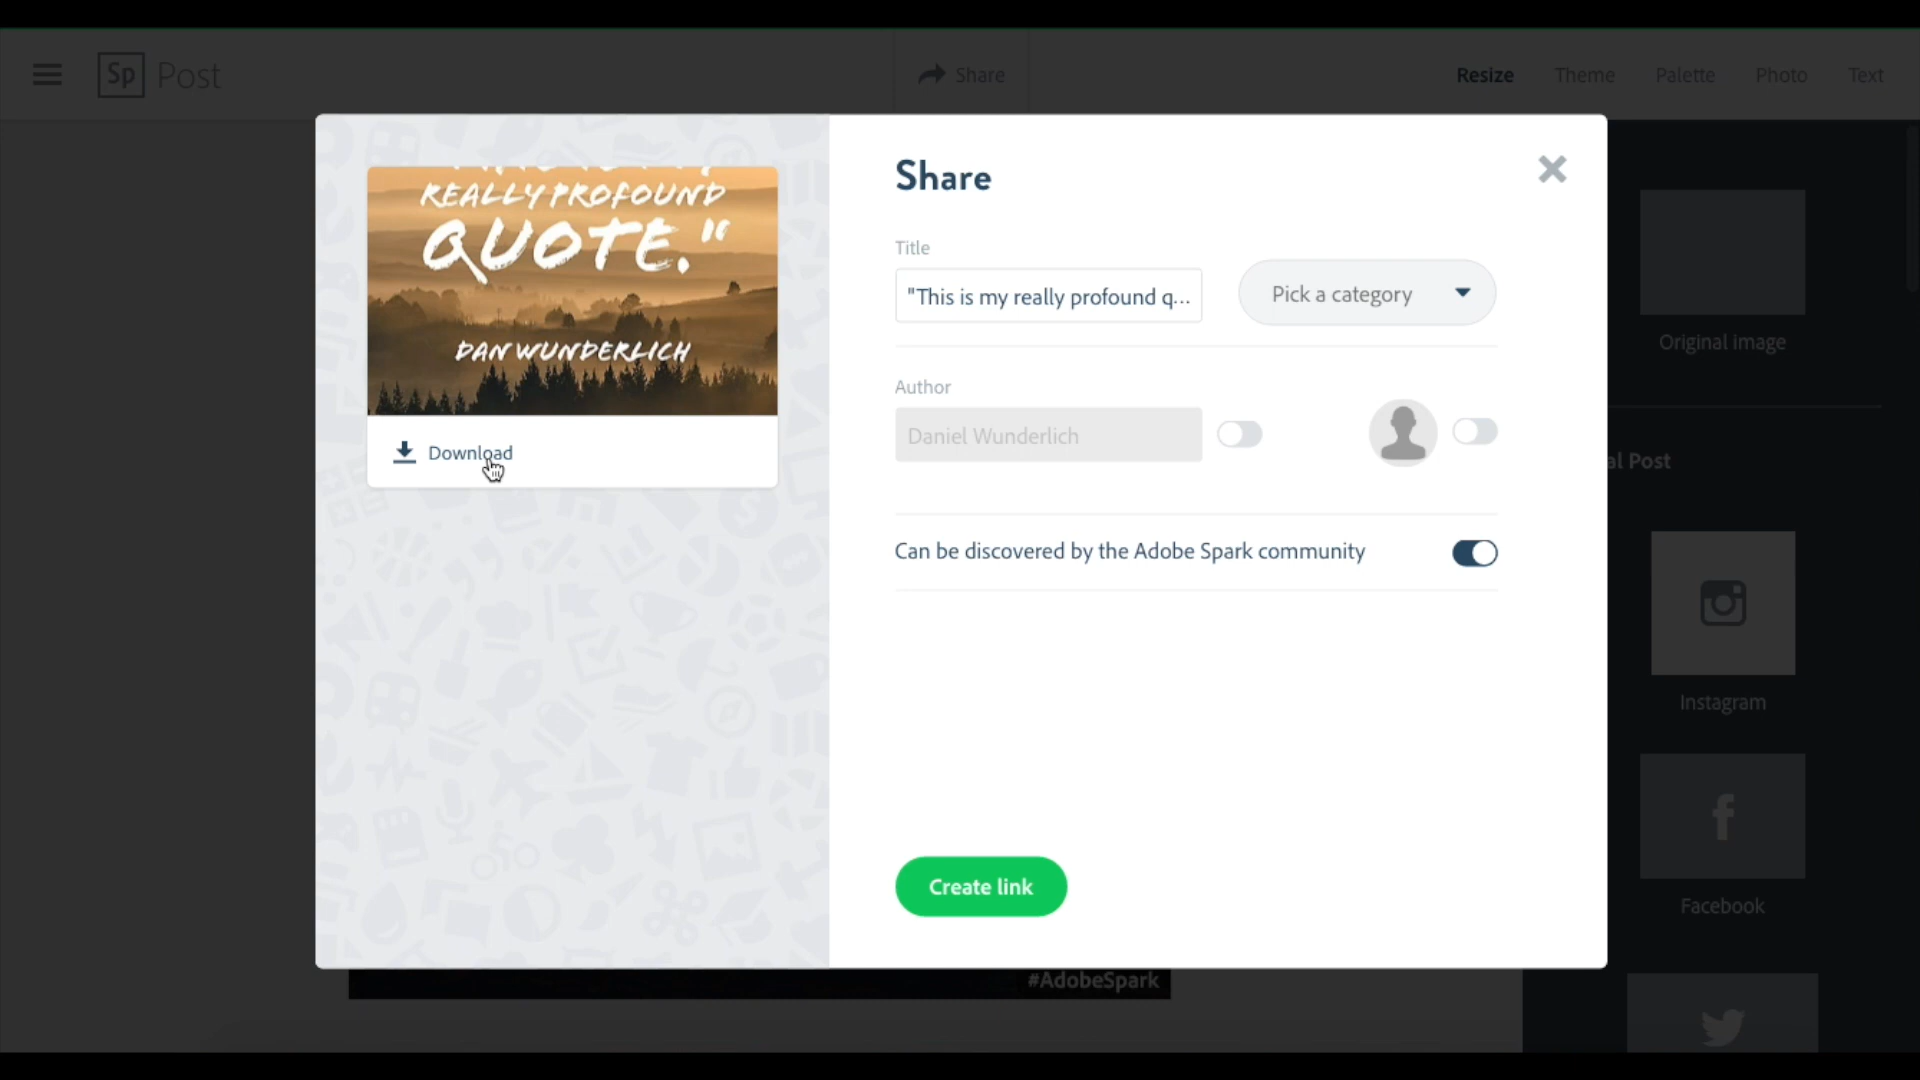 Sp Post
Share
Resize
Theme
Palette
Photo
Text
REALLY PROFOUND
QUOTE."
DAN WUNDERLICH
Download
Share
Title
"This is my really profound q...
Pick a category
Author
Daniel Wunderlich
Can be discovered by the Adobe Spark community
Create link
Original image
al Post
Instagram
Facebook
#AdobeSpark